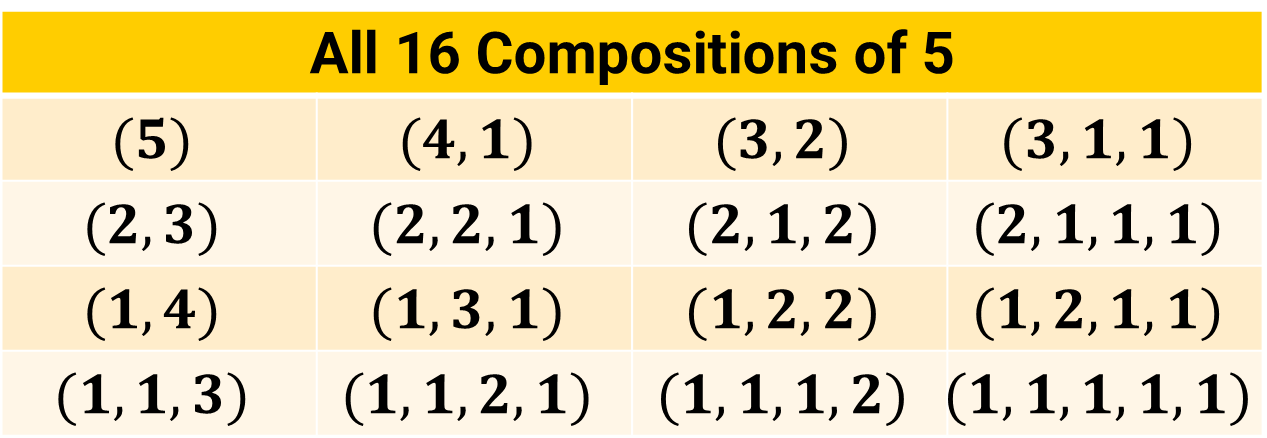 All 16 Compositions of 5
(5) (4, 1) (3, 2) (3, 1, 1)
(2, 3) (2, 2, 1) (2, 1, 2) (2, 1, 1, 1)
(1, 4) (1, 3, 1) (1, 2, 2) (1, 2, 1, 1)
(1, 1, 3) (1, 1, 2, 1) (1, 1, 1, 2) (1, 1, 1, 1, 1)